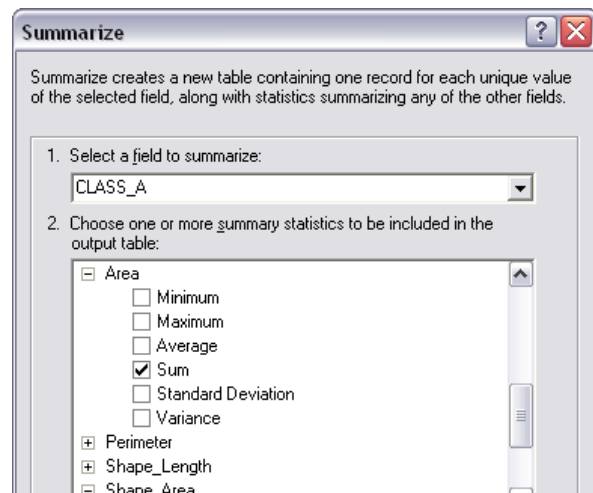 Summarize
Summarize creates a new table containing one record for each unique value
of the selected field, along with statistics summarizing any of the other fields.
1. Select a field to summarize:
CLASS_A
2. Choose one or more summary statistics to be included in the
output table:
Area
Minimum
Maximum
Average
Sum
Standard Deviation
Variance
Perimeter
Shape_Length
Shape_Area